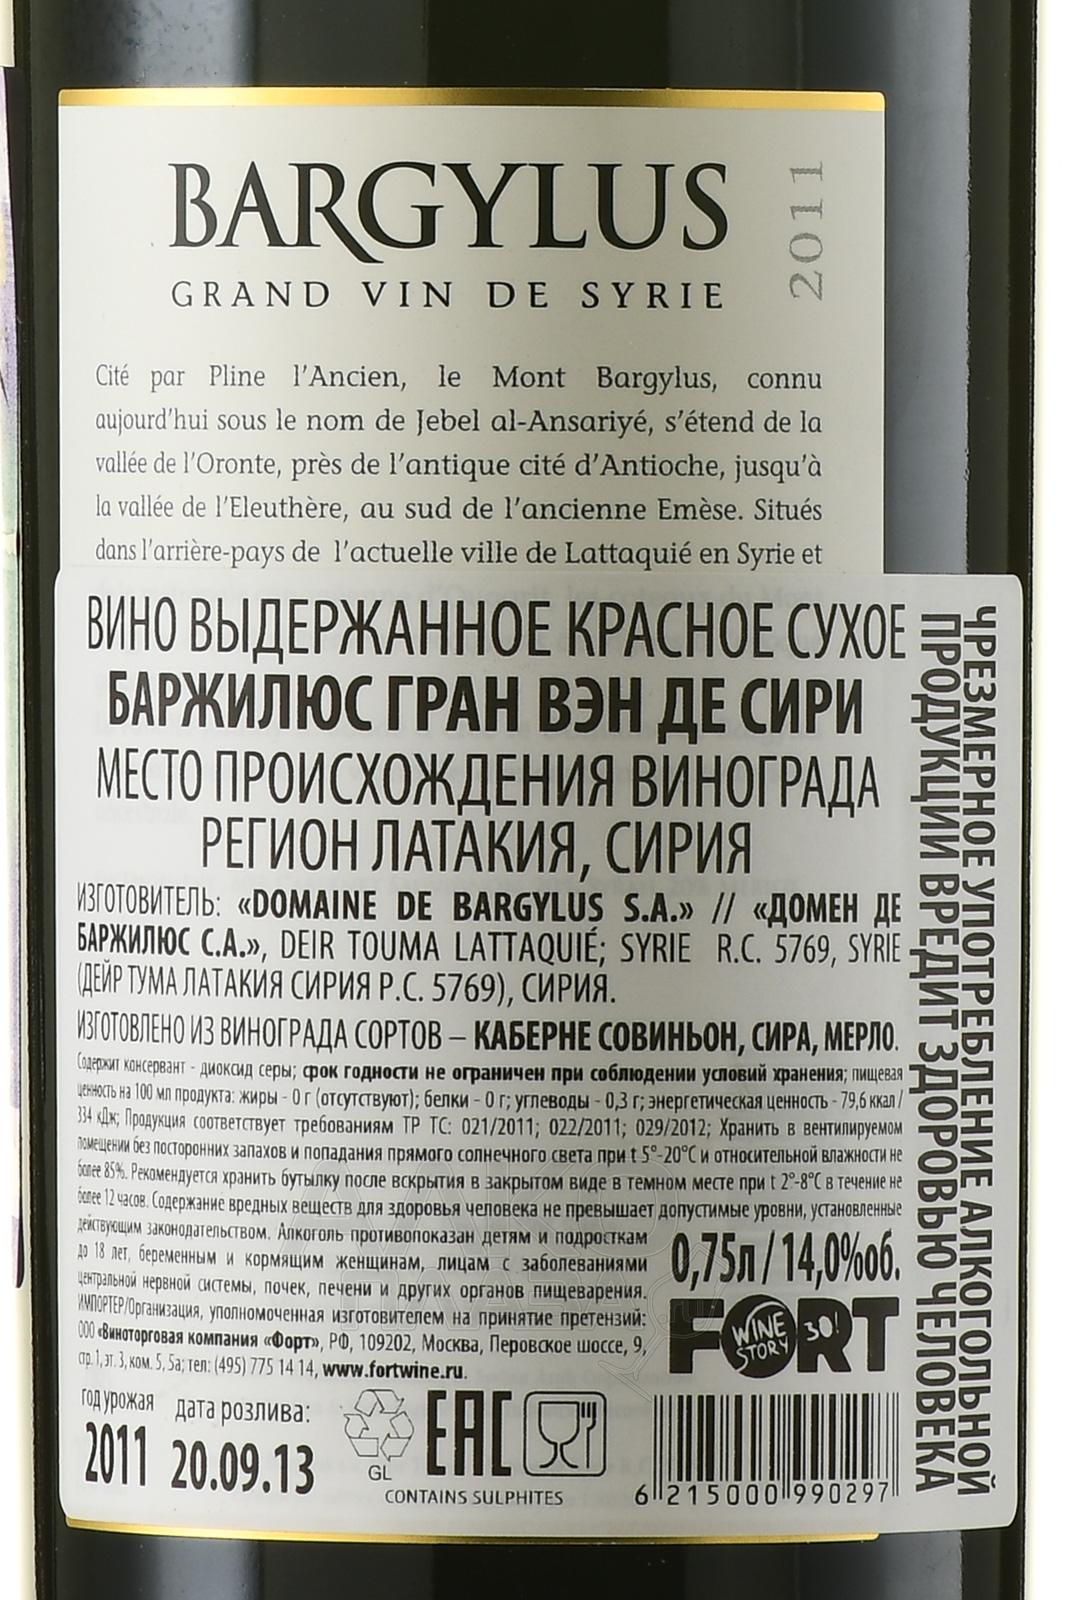 BARGYLUS
GRAND VIN DE SYRIE
2011
Cité par Pline l'Ancien, le Mont Bargylus, connu
aujourd'hui sous le nom de Jebel al-Ansariyé, s'étend de la
vallée de l'Oronte, près de l'antique cité d'Antioche, jusqu'à
la vallée de l'Eleuthère, au sud de l'ancienne Emèse. Situés
dans l'arrière-pays de l'actuelle ville de Lattaquié en Syrie et
ВИНО ВЫДЕРЖАННОЕ КРАСНОЕ СУХОЕ
БАРЖИЛЮС ГРАН ВЭН ДЕ СИРИ
МЕСТО ПРОИСХОЖДЕНИЯ ВИНОГРАДА
РЕГИОН ЛАТАКИЯ, СИРИЯ
ИЗГОТОВИТЕЛЬ: «DOMAINE DE BARGYLUS S.A.» // «ДОМЕН ДЕ
БАРЖИЛЮС С.А.», DEIR TOUMA LATTAQUIÉ; SYRIE R.C. 5769, SYRIE
(ДЕЙР ТУМА ЛАТАКИЯ СИРИЯ Р.С. 5769), СИРИЯ.
ИЗГОТОВЛЕНО ИЗ ВИНОГРАДА СОРТОВ – КАБЕРНЕ СОВИНЬОН, СИРА, МЕРЛО.
Содержит консервант - диоксид серы; срок годности не ограничен при соблюдении условий хранения; пищевая
ценность на 100 мл продукта: жиры - 0 г (отсутствуют); белки - 0 г; углеводы - 0,3 г; энергетическая ценность - 79,6 ккал /
334 кДж; Продукция соответствует требованиям ТР ТС: 021/2011; 022/2011; 029/2012; Хранить в вентилируемом
помещении без посторонних запахов и попадания прямого солнечного света при t 5°-20°С и относительной влажности не
более 85%. Рекомендуется хранить бутылку после вскрытия в закрытом виде в темном месте при t 2°-8°С в течение не
более 12 часов. Содержание вредных веществ для здоровья человека не превышает допустимые уровни, установленные
действующим законодательством. Алкоголь противопоказан детям и подросткам
до 18 лет, беременным и кормящим женщинам, лицам с заболеваниями
центральной нервной системы, почек, печени и других органов пищеварения.
ИМПОРТЕР/Организация, уполномоченная изготовителем на принятие претензий:
ООО «Виноторговая компания «Форт», РФ, 109202, Москва, Перовское шоссе, 9,
стр. 1, эт. 3, ком. 5, 5а; тел: (495) 775 14 14, www.fortwine.ru.
0,75л / 14,0%об.
FORT
WINE STORY
30!
год урожая
2011
дата розлива:
20.09.13
GL
EAC
CONTAINS SULPHITES
6 215000 990297
ЧРЕЗМЕРНОЕ УПОТРЕБЛЕНИЕ АЛКОГОЛЬНОЙ
ПРОДУКЦИИ ВРЕДИТ ЗДОРОВЬЮ ЧЕЛОВЕКА